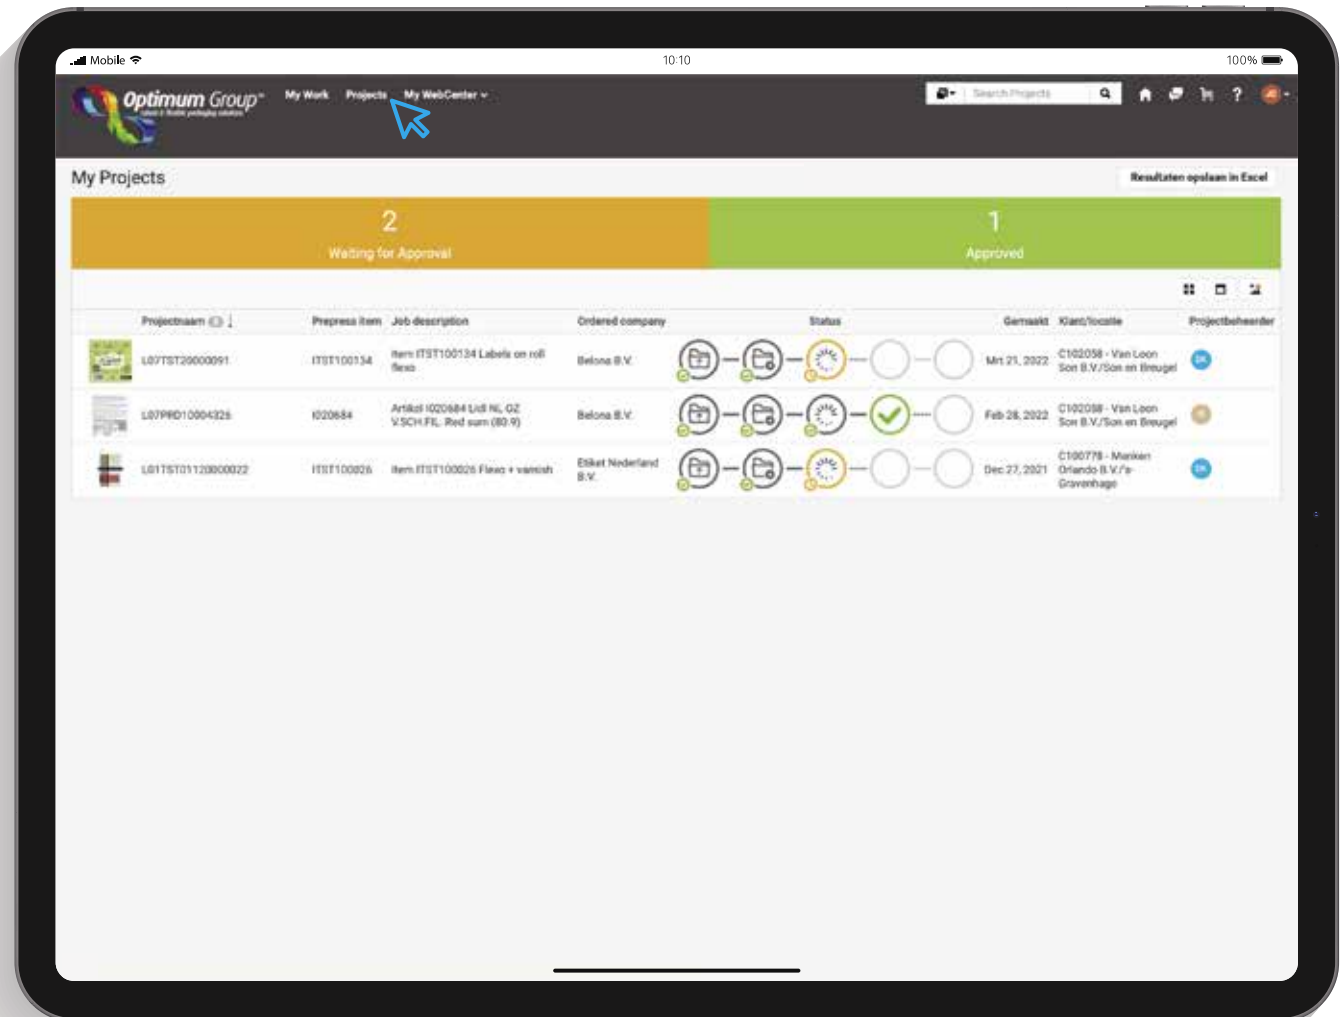 Mobile
10:10
100%
Optimum Group™
My Work Projects My WebCenter
Search Projects
?
My Projects
Resultaten opslaan in Excel
2
Waiting for Approval
1
Approved
Projectnaam
Prepress item
Job description
Ordered company
Status
Gemaakt
Klant/locatie
Projectbeheerder
L07TST20000091
ITST100134
Item ITST100134 Labels on roll
flexo
Belona B.V.
Mrt 21, 2022
C102058 - Van Loon
Son B.V./Son en Breugel
L07PRD10004326
I020684
Artikel I020684 Lidl NL, GZ
V.SCH.FIL. Red sum (80.9)
Belona B.V.
Feb 28, 2022
C102058 - Van Loon
Son B.V./Son en Breugel
L01TST01120000022
ITST100026
Item ITST100026 Flexo + varnish
Etiket Nederland
B.V.
Dec 27, 2021
C100778 - Manken
Orlando B.V./'s-
Gravenhage